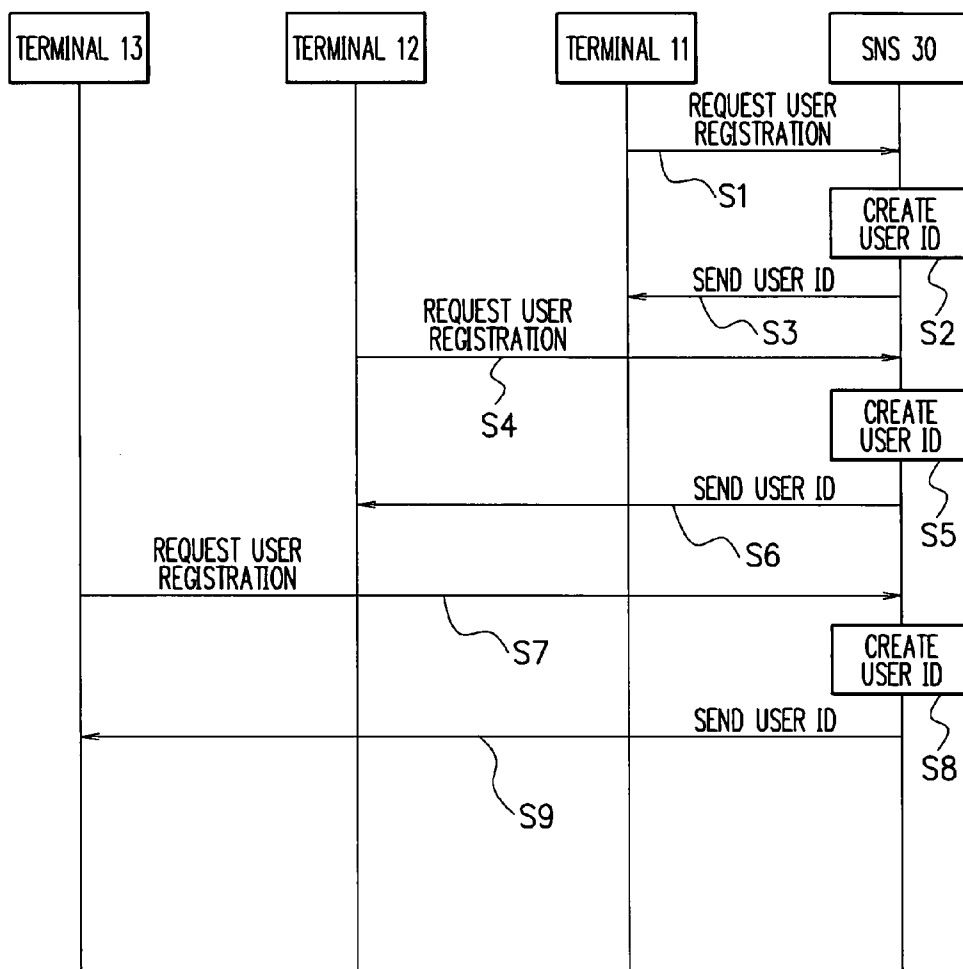 TERMINAL 13
TERMINAL 12
TERMINAL 11
SNS 30
REQUEST USER
REGISTRATION
S1
CREATE
USER ID
S2
SEND USER ID
S3
REQUEST USER
REGISTRATION
S4
CREATE
USER ID
S5
SEND USER ID
S6
REQUEST USER
REGISTRATION
S7
CREATE
USER ID
S8
SEND USER ID
S9